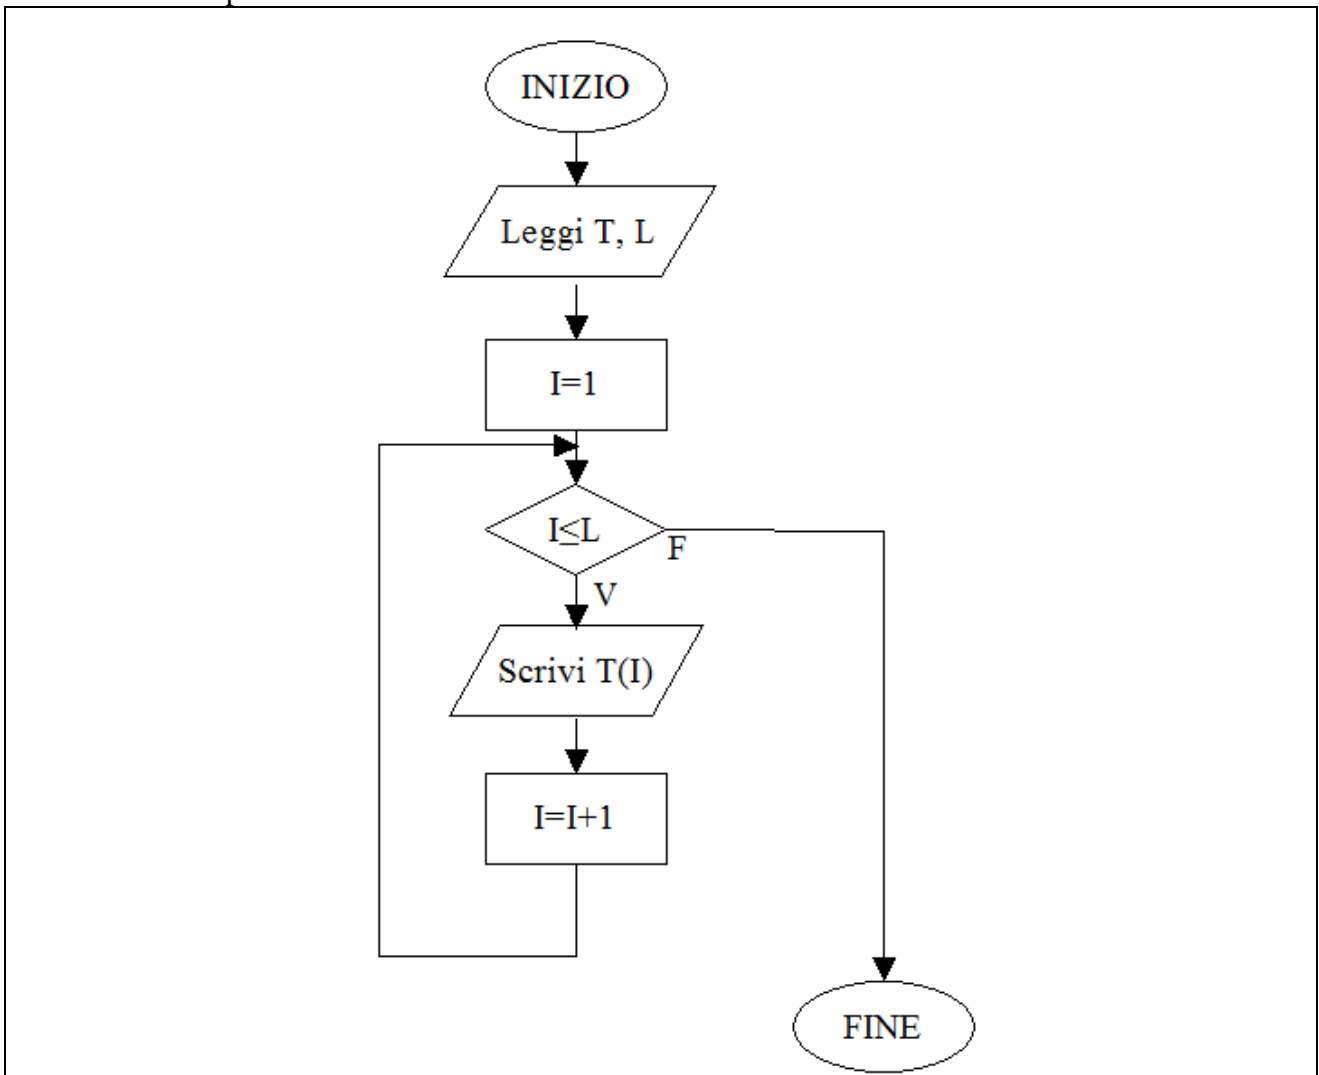 INIZIO
Leggi T, L
I=1
I≤L
F
V
Scrivi T(I)
I=I+1
FINE